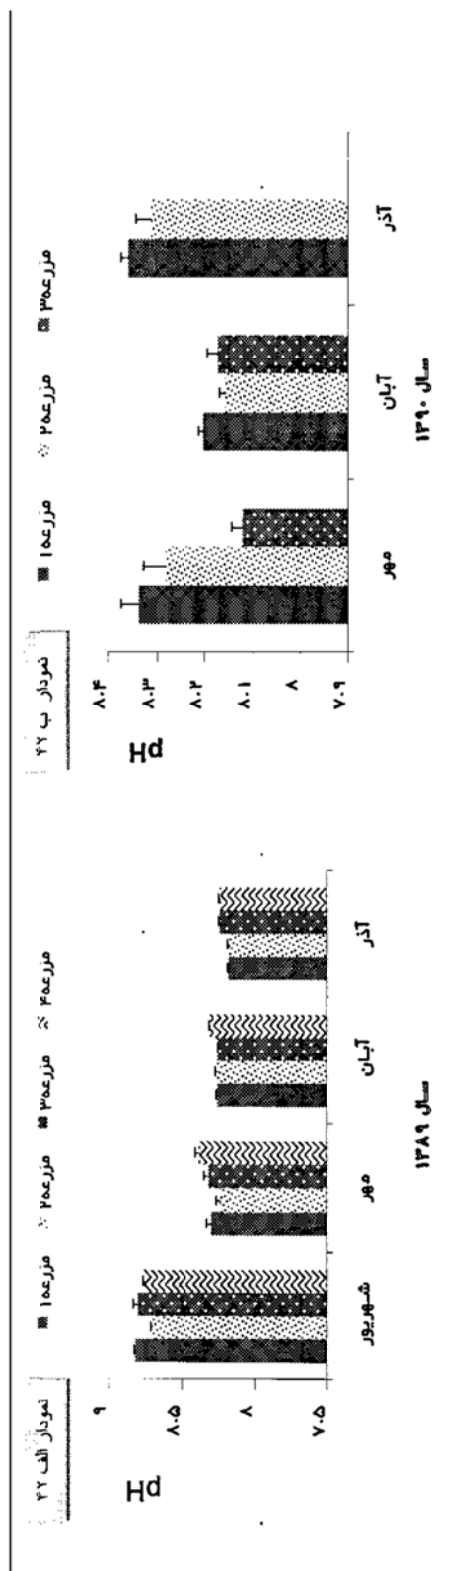 نمودار ب ۴۲
مزرعه۱ مزرعه۲ مزرعه۳
۸.۴
۸.۳
۸.۲
۸.۱
۸
۷.۹
pH
مهر آبان آذر
سال ۱۳۹۰
نمودار الف ۴۲
مزرعه۱ مزرعه۲ مزرعه۳ مزرعه۴
۹
۸.۵
۸
۷.۵
pH
شهریور مهر آبان آذر
سال ۱۳۸۹